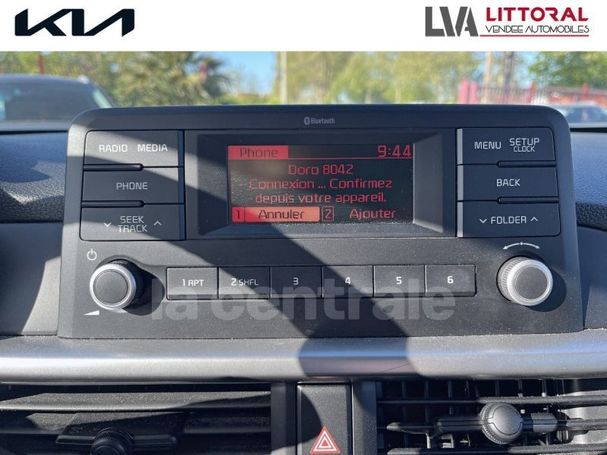 KIA
LVA LITTORAL
VENDEE AUTOMOBILES
Bluetooth
RADIO MEDIA
PHONE
SEEK
TRACK
Phone 9:44
Doro 8042
Connexion ... Confirmez
depuis votre appareil.
1 Annuler 2 Ajouter
MENU SETUP
CLOCK
BACK
FOLDER
1 RPT 2 SHFL 3 4 5 6
la centrale